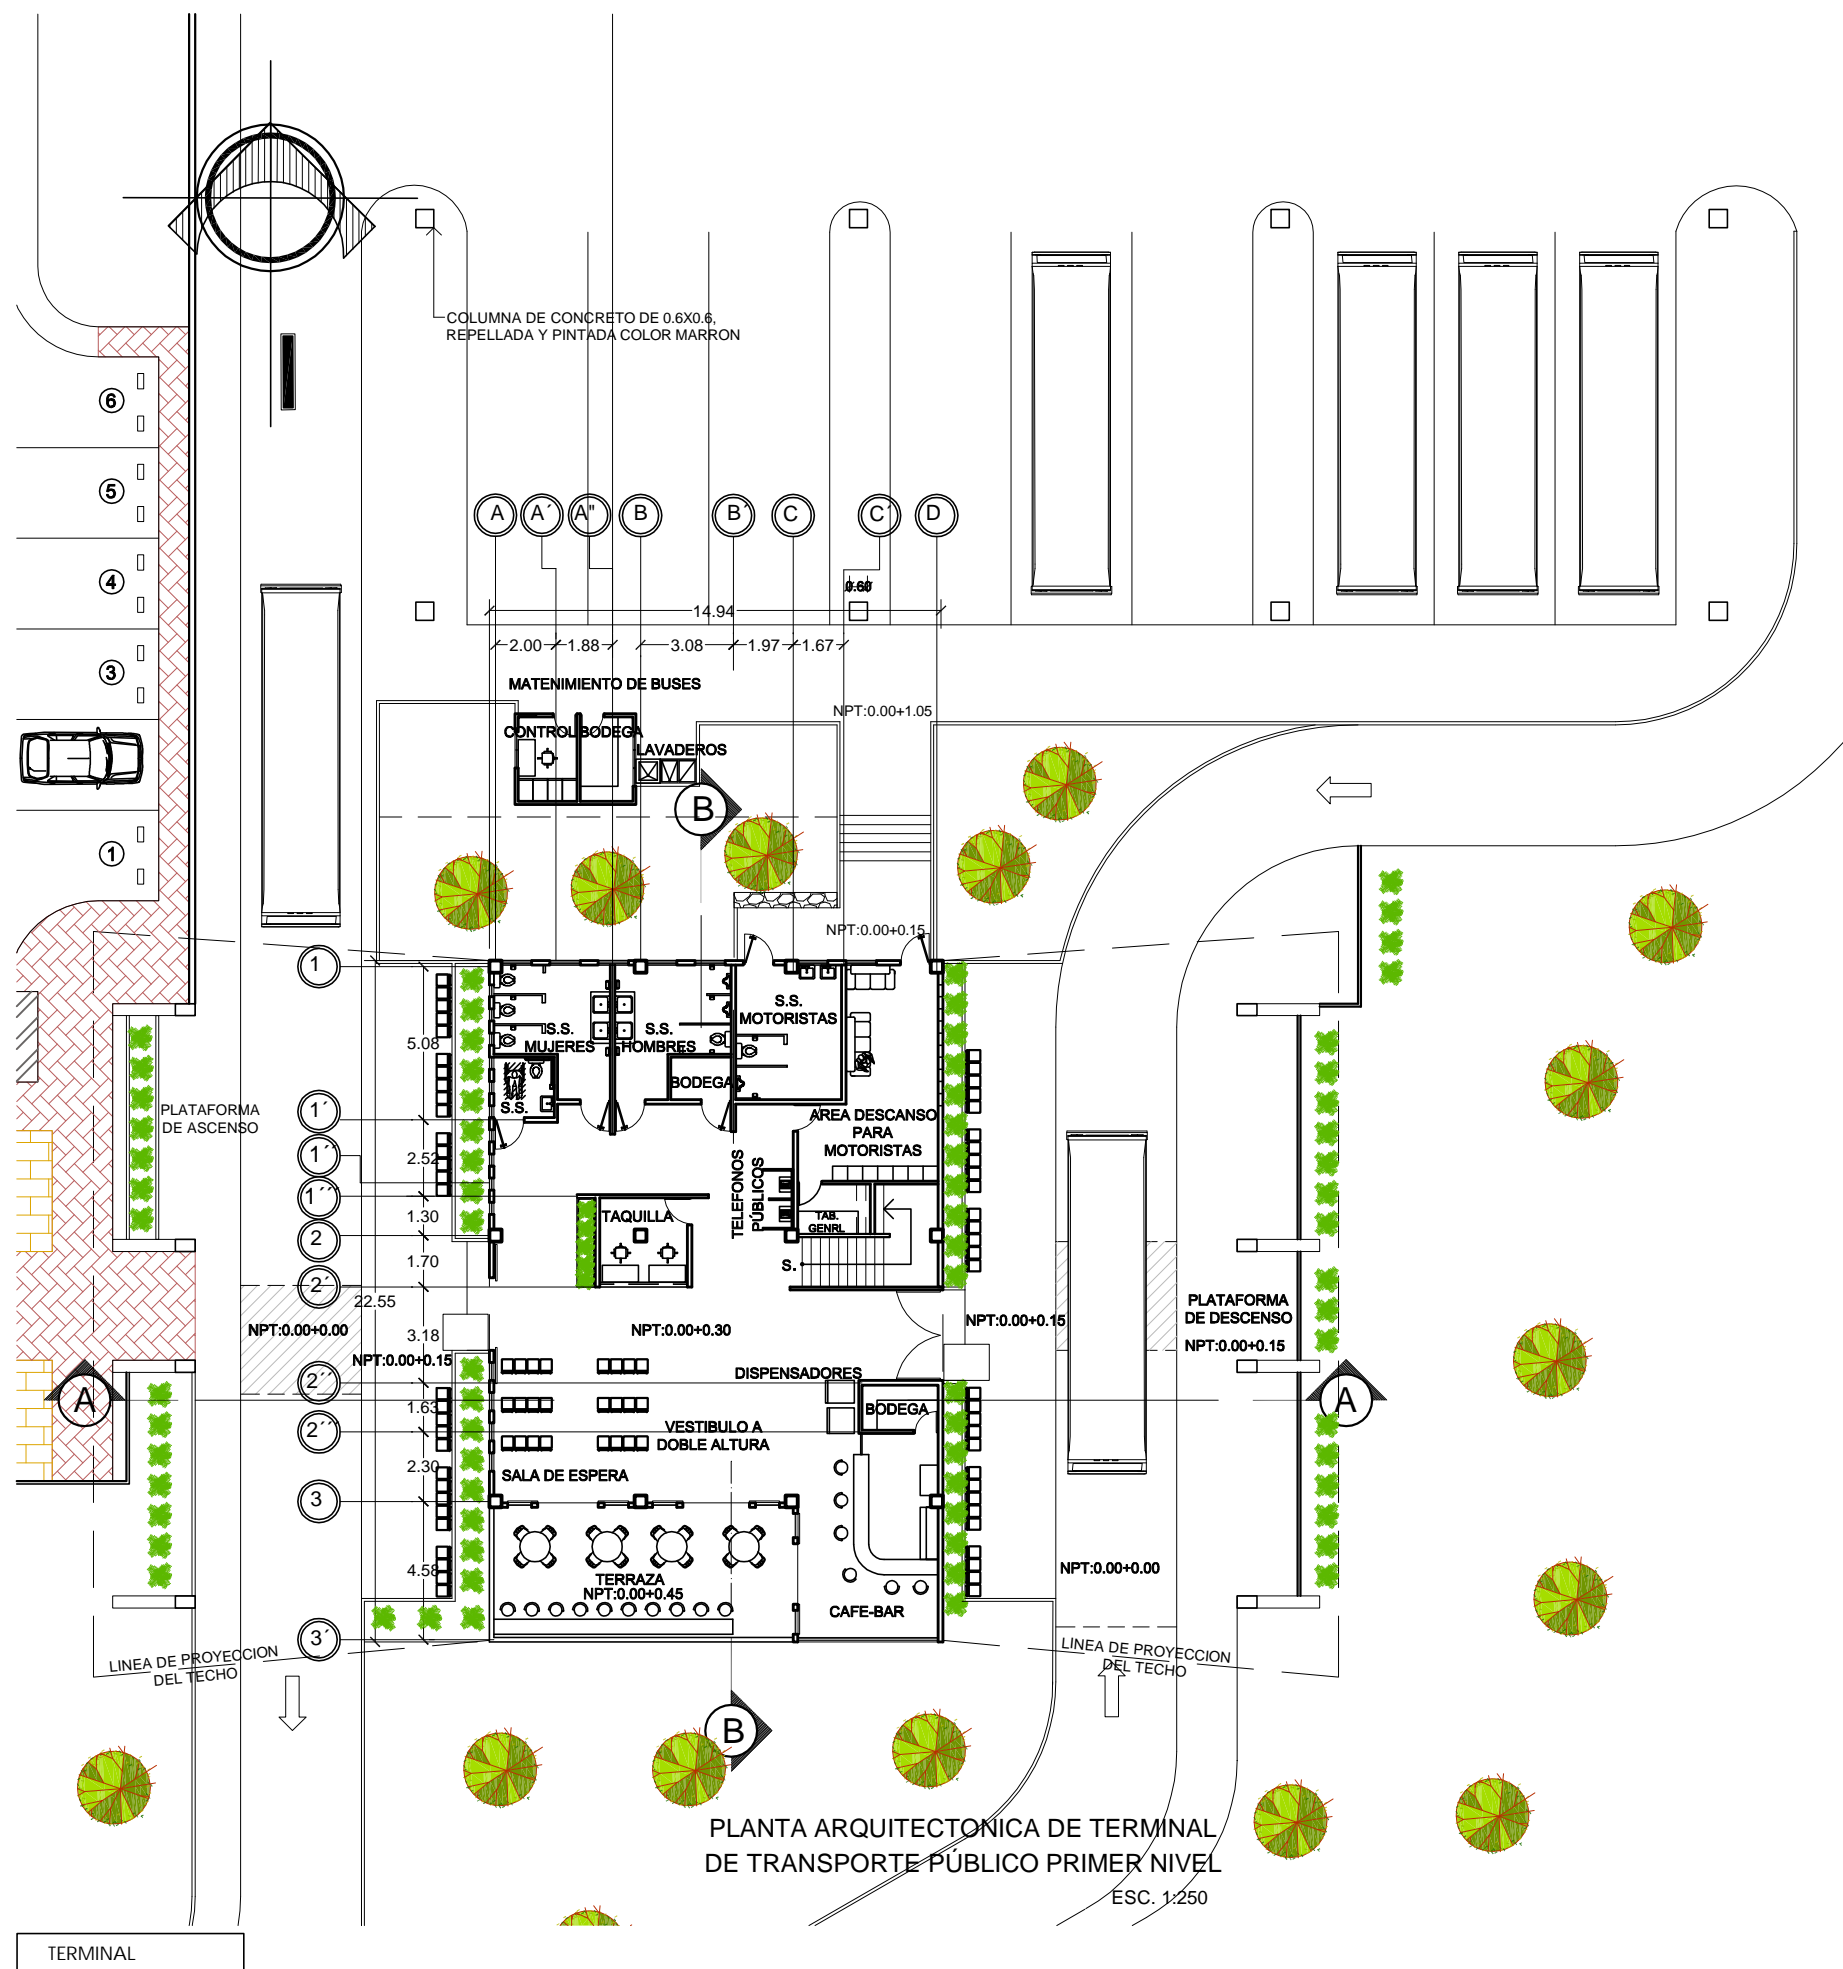 COLUMNA DE CONCRETO DE 0.6X0.6,
REPELLADA Y PINTADA COLOR MARRON
6
5
4
3
1
A
A´
A"
B
B´
C
C´
D
0.60
14.94
2.00
1.88
3.08
1.97
1.67
MATENIMIENTO DE BUSES
NPT:0.00+1.05
CONTROL
BODEGA
LAVADEROS
B
NPT:0.00+0.15
1
S.S.
MOTORISTAS
S.S.
MUJERES
S.S.
HOMBRES
5.08
BODEGA
S.S.
PLATAFORMA
DE ASCENSO
1´
AREA DESCANSO
PARA
MOTORISTAS
1´´
2.52
TELEFONOS
PÚBLICOS
1´´´
1.30
TAQUILLA
TAB.
GENRL
2
1.70
S.
2´
22.55
PLATAFORMA
DE DESCENSO
NPT:0.00+0.15
NPT:0.00+0.00
3.18
NPT:0.00+0.30
NPT:0.00+0.15
NPT:0.00+0.15
DISPENSADORES
2´´
A
A
1.63
BODEGA
2´´
VESTIBULO A
DOBLE ALTURA
2.30
SALA DE ESPERA
3
4.58
TERRAZA
NPT:0.00+0.45
NPT:0.00+0.00
CAFE-BAR
3´
LINEA DE PROYECCION
DEL TECHO
LINEA DE PROYECCION
DEL TECHO
B
PLANTA ARQUITECTONICA DE TERMINAL
DE TRANSPORTE PÚBLICO PRIMER NIVEL
ESC. 1:250
TERMINAL